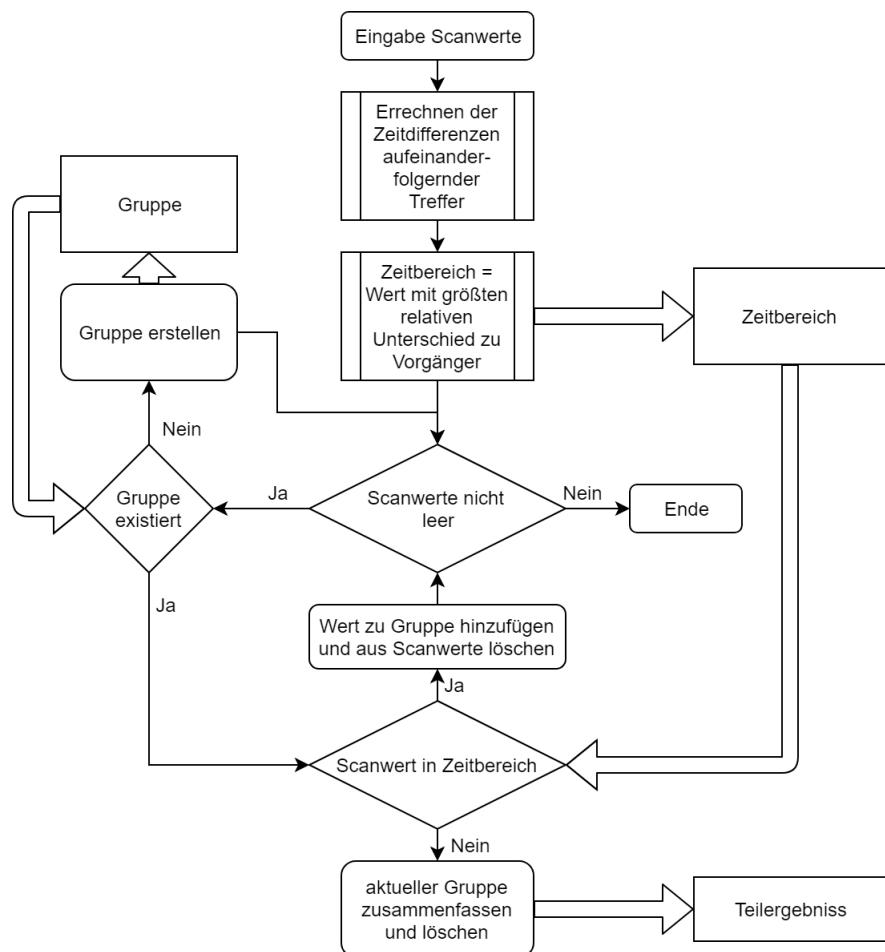 Eingabe Scanwerte
Errechnen der
Zeitdifferenzen
aufeinander-
folgernder
Treffer
Gruppe
Zeitbereich =
Wert mit größten
relativen
Unterschied zu
Vorgänger
Zeitbereich
Gruppe erstellen
Nein
Gruppe
existiert
Ja
Scanwerte nicht
leer
Nein
Ende
Ja
Wert zu Gruppe hinzufügen
und aus Scanwerte löschen
Ja
Scanwert in Zeitbereich
Nein
aktueller Gruppe
zusammenfassen
und löschen
Teilergebniss